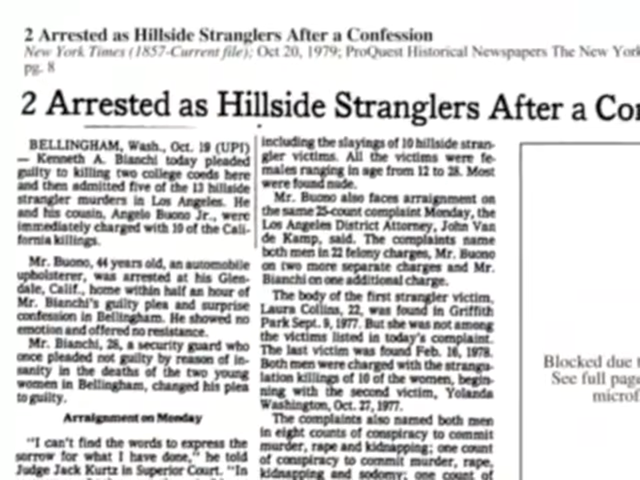 2 Arrested as Hillside Stranglers After a Confession
New York Times (1857-Current file); Oct 20, 1979; ProQuest Historical Newspapers The New York
pg. 8
2 Arrested as Hillside Stranglers After a Co
BELLINGHAM, Wash., Oct. 19 (UPI)
— Kenneth A. Bianchi today pleaded
guilty to killing two college coeds here
and then admitted five of the 13 hillside
strangler murders in Los Angeles. He
and his cousin, Angelo Buono Jr., were
immediately charged with 10 of the Cali-
fornia killings.
Mr. Buono, 44 years old, an automobile
upholsterer, was arrested at his Glen-
dale, Calif., home within half an hour of
Mr. Bianchi's guilty plea and surprise
confession in Bellingham. He showed no
emotion and offered no resistance.
Mr. Bianchi, 28, a security guard who
once pleaded not guilty by reason of in-
sanity in the deaths of the two young
women in Bellingham, changed his plea
to guilty.
Arraignment on Monday
"I can't find the words to express the
sorrow for what I have done," he told
Judge Jack Kurtz in Superior Court. "In
including the slayings of 10 hillside stran-
gler victims. All the victims were fe-
males ranging in age from 12 to 28. Most
were found nude.
Mr. Buono also faces arraignment on
the same 25-count complaint Monday, the
Los Angeles District Attorney, John Van
de Kamp, said. The complaints name
both men in 22 felony charges, Mr. Buono
on two more separate charges and Mr.
Bianchi on one additional charge.
The body of the first strangler victim,
Laura Collins, 22, was found in Griffith
Park Sept. 9, 1977. But she was not among
the victims listed in today's complaint.
The last victim was found Feb. 16, 1978.
Both men were charged with the strangu-
lation killings of 10 of the women, begin-
ning with the second victim, Yolanda
Washington, Oct. 27, 1977.
The complaints also named both men
in eight counts of conspiracy to commit
murder, rape and kidnapping; one count
of conspiracy to commit murder, rape,
kidnapping and sodomy; one count of
Blocked due t
See full page
microf